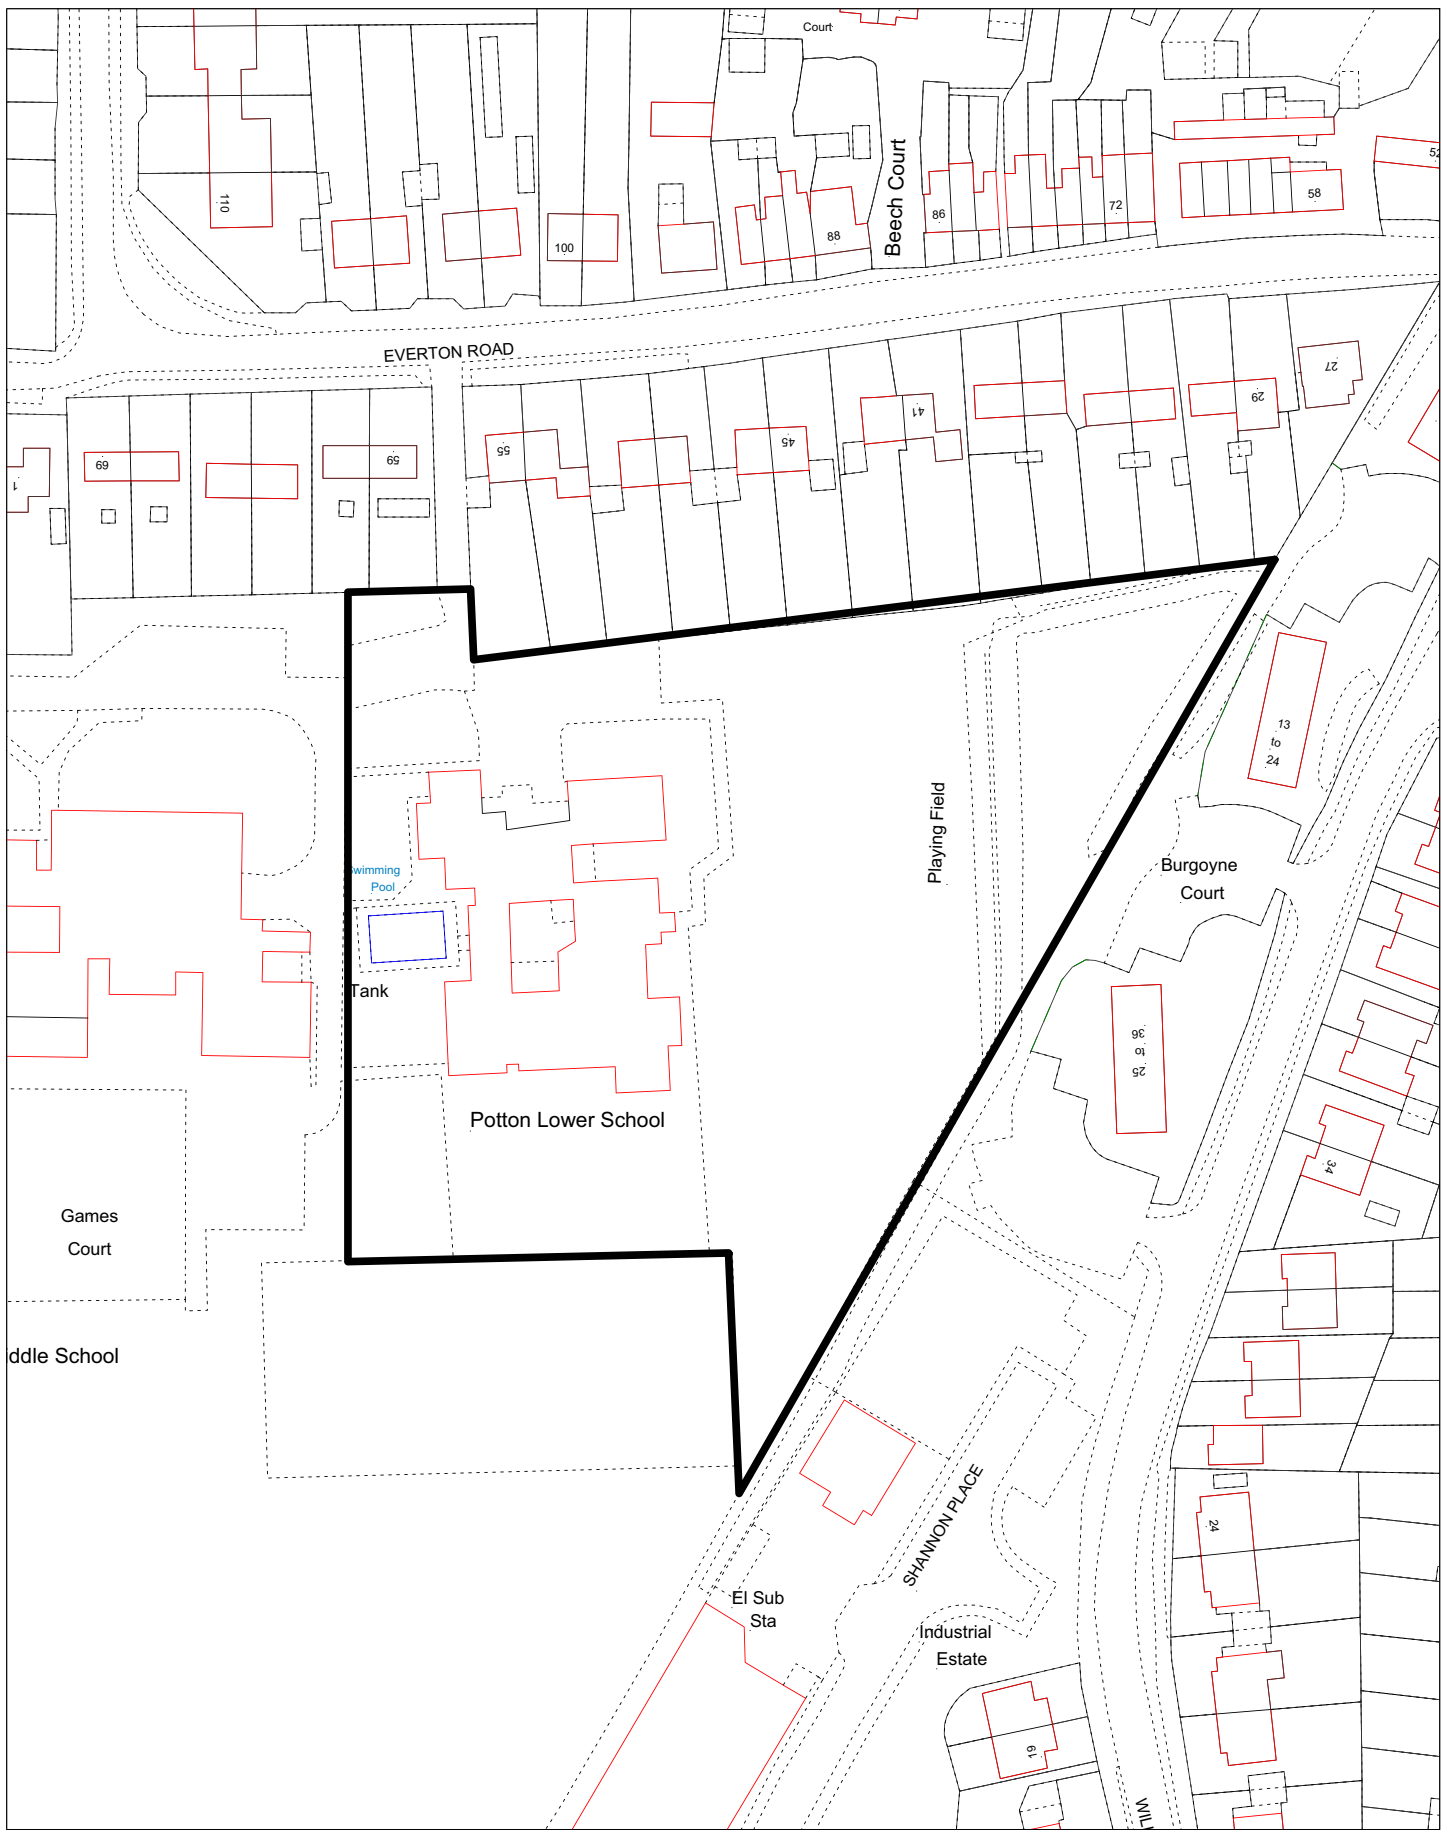 Court
110
100
88
Beech Court
86
72
58
52
EVERTON ROAD
69
59
55
45
41
29
27
1
Playing Field
13
to
24
Burgoyne
Court
Swimming
Pool
Tank
36
to
25
Potton Lower School
34
Games
Court
iddle School
SHANNON PLACE
24
El Sub
Sta
Industrial
Estate
19